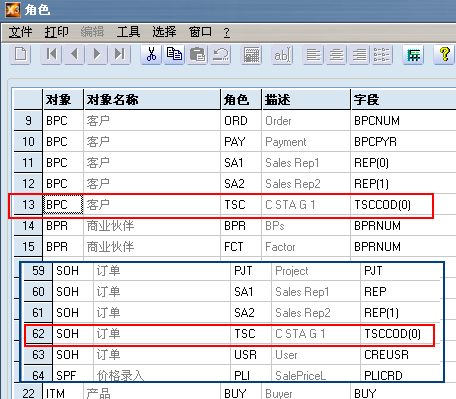 角色
文件 打印 编辑 工具 选择 窗口 ?
ab|
对象 对象名称 角色 描述 字段
9 BPC 客户 ORD Order BPCNUM
10 BPC 客户 PAY Payment BPCPYR
11 BPC 客户 SA1 Sales Rep1 REP(0)
12 BPC 客户 SA2 Sales Rep2 REP(1)
13 BPC 客户 TSC C STA G 1 TSCCOD(0)
14 BPR 商业伙伴 BPR BPs BPRNUM
15 BPR 商业伙伴 FCT Factor BPRNUM
59 SOH 订单 PJT Project PJT
60 SOH 订单 SA1 Sales Rep1 REP
61 SOH 订单 SA2 Sales Rep2 REP(1)
62 SOH 订单 TSC C STA G 1 TSCCOD(0)
63 SOH 订单 USR User CREUSR
64 SPF 价格录入 PLI SalePriceL PLICRD
22 ITM 产品 BUY Buyer BUY